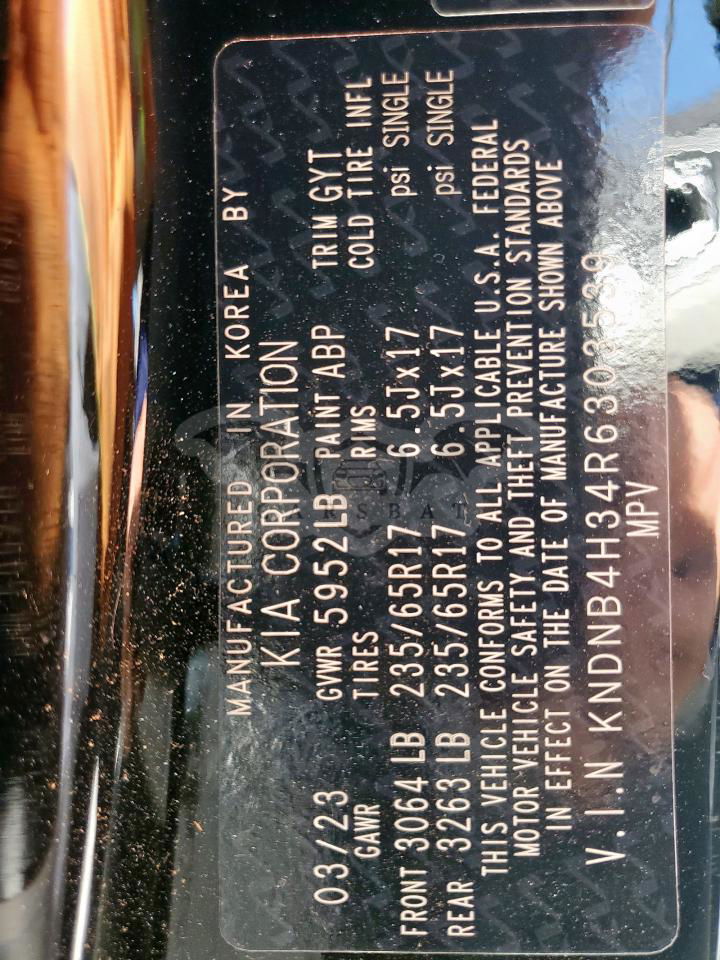 MANUFACTURED IN KOREA BY
KIA CORPORATION
03/23 GVWR 5952LB PAINT ABP TRIM GYT
GAWR TIRES RIMS COLD TIRE INFL
FRONT 3064 LB 235/65R17 6.5Jx17 psi SINGLE
REAR 3263 LB 235/65R17 6.5Jx17 psi SINGLE
THIS VEHICLE CONFORMS TO ALL APPLICABLE U.S.A. FEDERAL
MOTOR VEHICLE SAFETY AND THEFT PREVENTION STANDARDS
IN EFFECT ON THE DATE OF MANUFACTURE SHOWN ABOVE
V.I.N KNDNB4H34R6303539
MPV